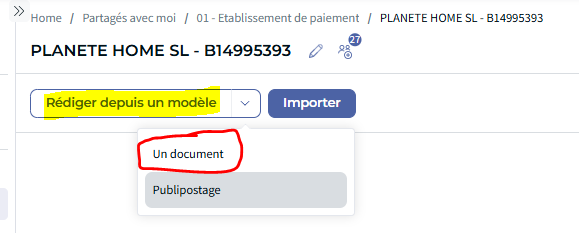 Home / Partagés avec moi / 01 - Etablissement de paiement / PLANETE HOME SL - B14995393
PLANETE HOME SL - B14995393
27
Rédiger depuis un modèle
Importer
Un document
Publipostage